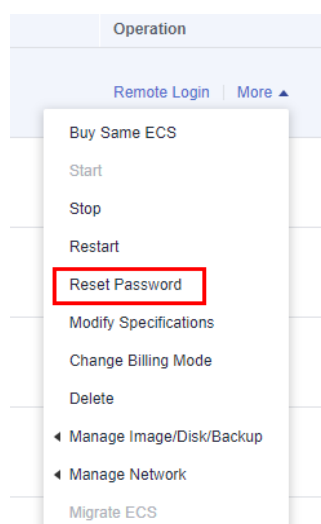 Operation
Remote Login More
Buy Same ECS
Start
Stop
Restart
Reset Password
Modify Specifications
Change Billing Mode
Delete
Manage Image/Disk/Backup
Manage Network
Migrate ECS